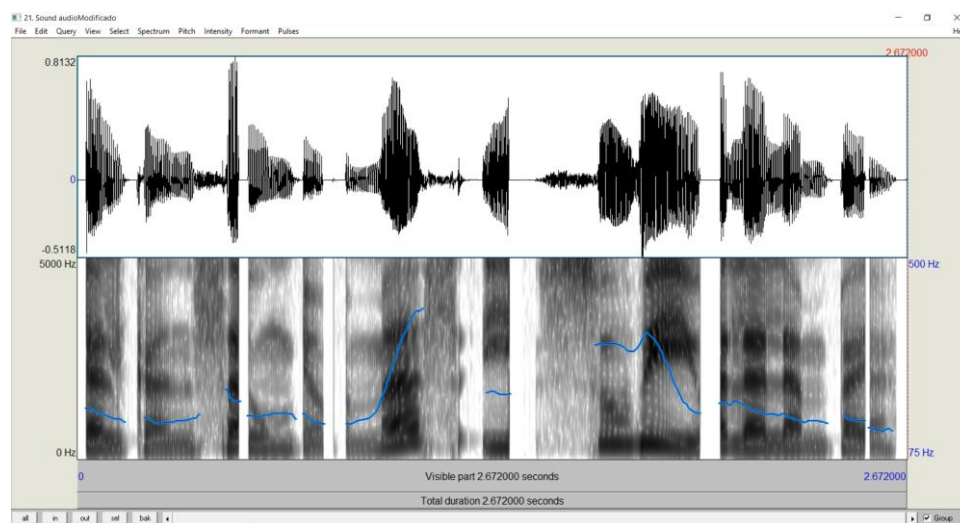 21. Sound audioModificado
File Edit Query View Select Spectrum Pitch Intensity Formant Pulses He
2.672000
0.8132
0
-0.5118
5000 Hz
500 Hz
0 Hz
75 Hz
0 Visible part 2.672000 seconds 2.672000
Total duration 2.672000 seconds
all in out sel bak Group